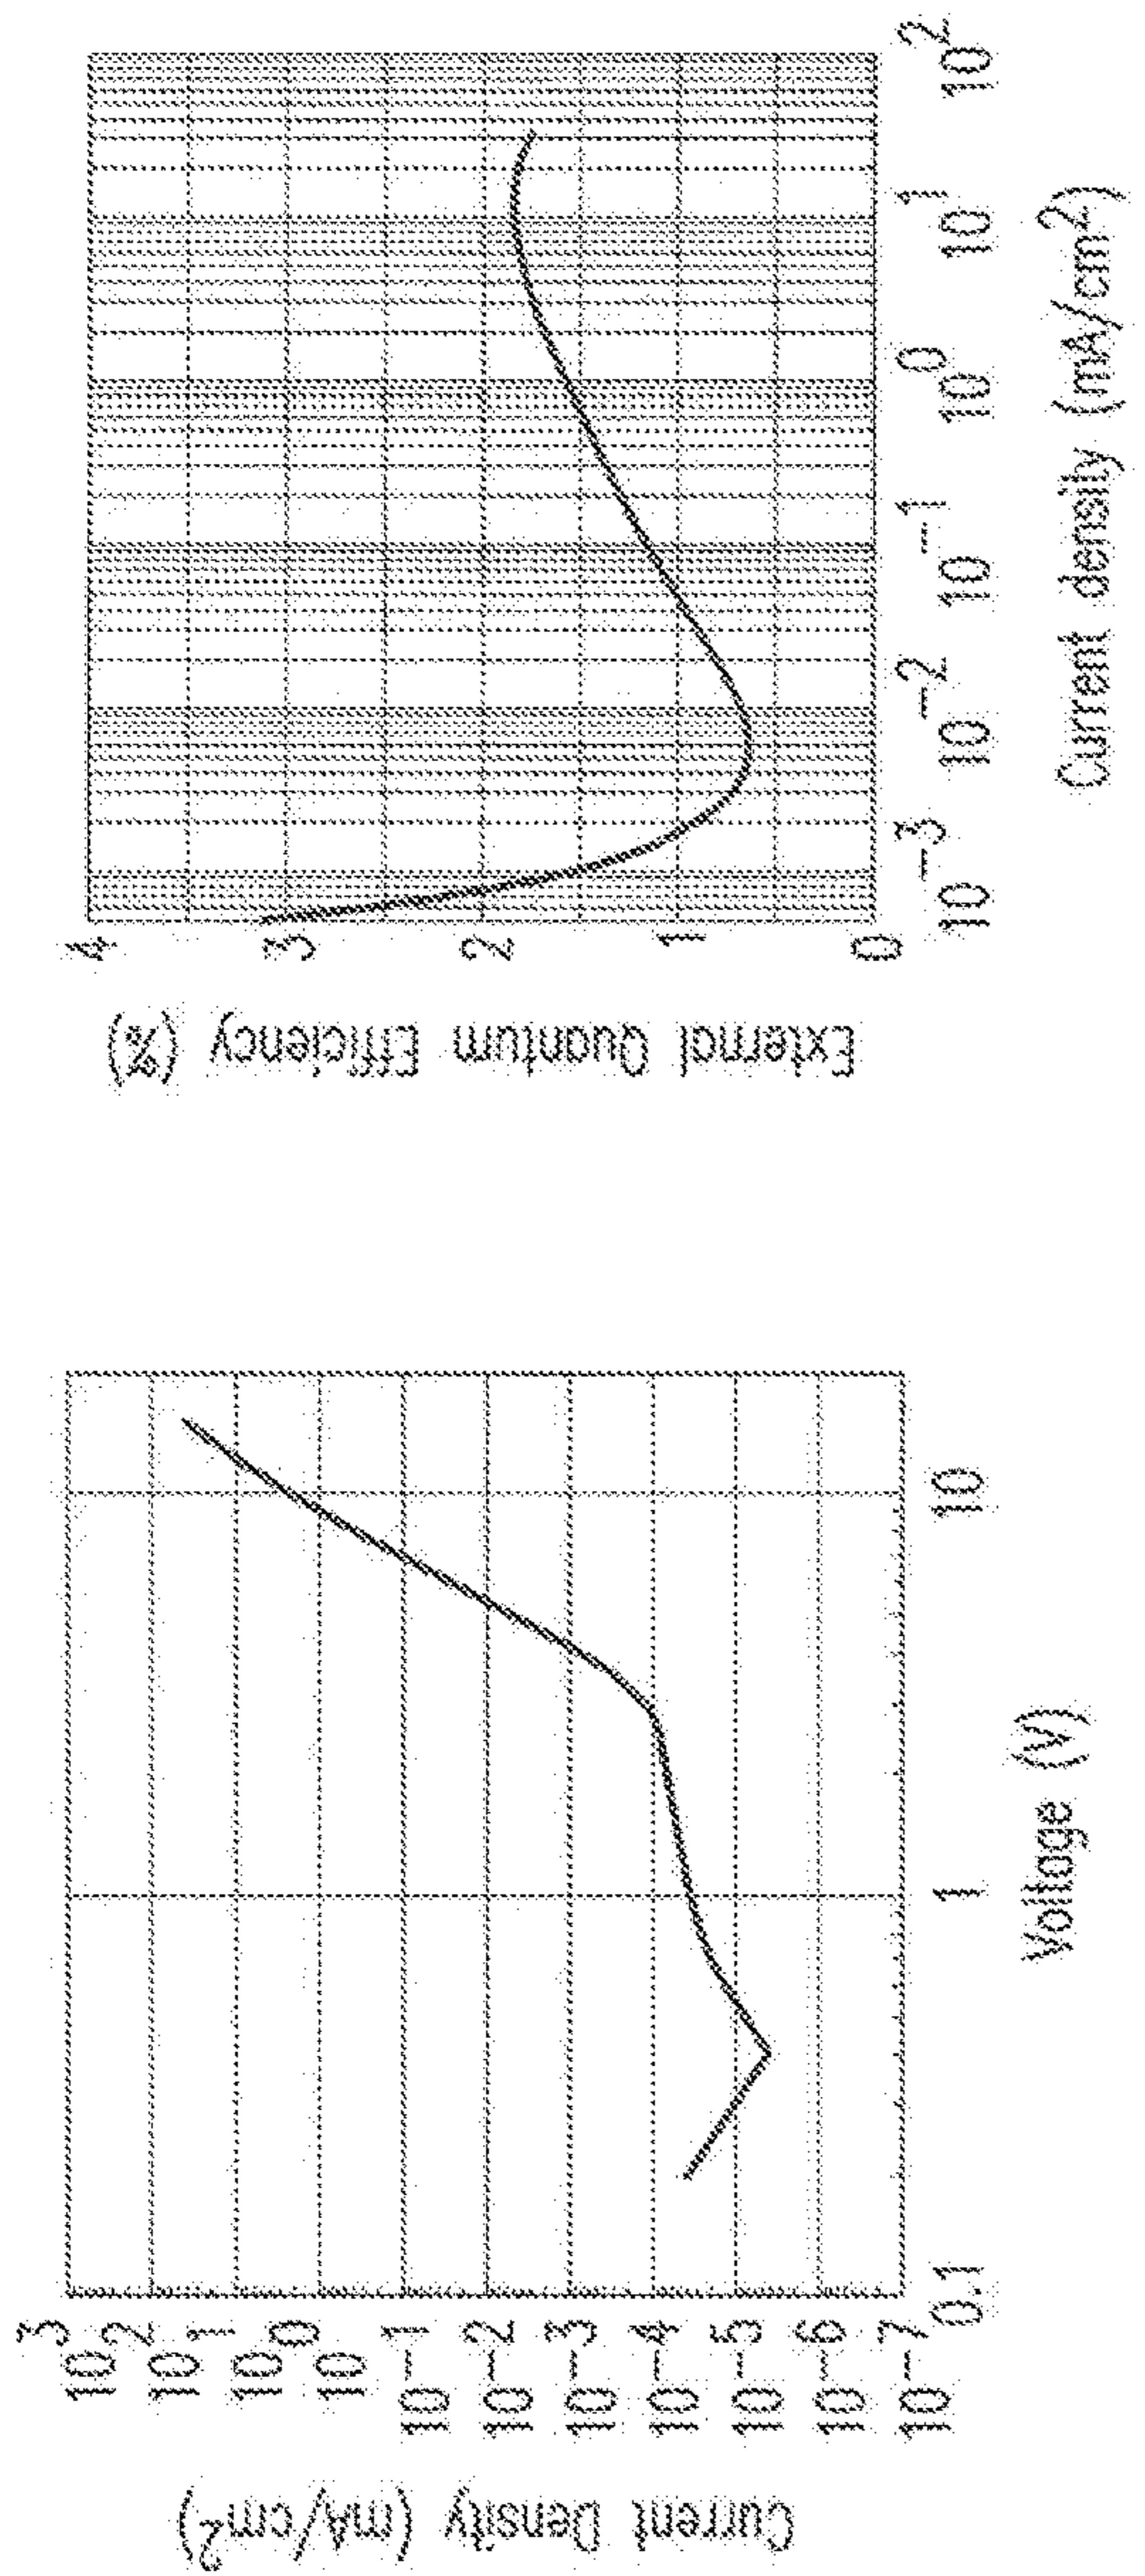 Current Density (mA/cm²)
10³
10²
10¹
10⁰
10⁻¹
10⁻²
10⁻³
10⁻⁴
10⁻⁵
10⁻⁶
10⁻⁷
0.1 1 10
Voltage (V)
External Quantum Efficiency (%)
4
3
2
1
0
10⁻³ 10⁻² 10⁻¹ 10⁰ 10¹ 10²
Current density (mA/cm²)